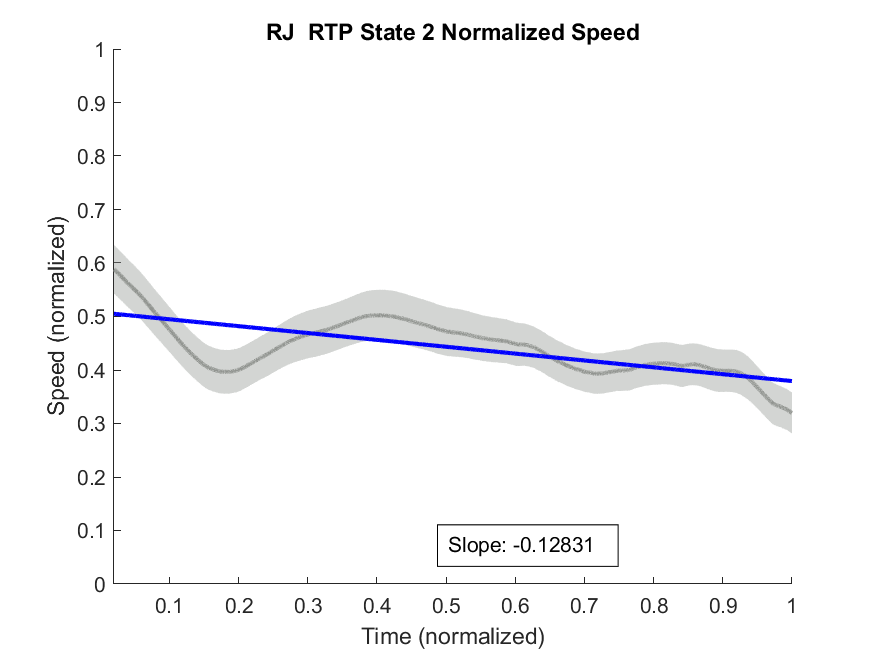 RJ  RTP State 2 Normalized Speed
1
0.9
0.8
0.7
0.6
0.5
0.4
0.3
0.2
0.1
0
Speed (normalized)
Slope: -0.12831
0.1 0.2 0.3 0.4 0.5 0.6 0.7 0.8 0.9 1
Time (normalized)